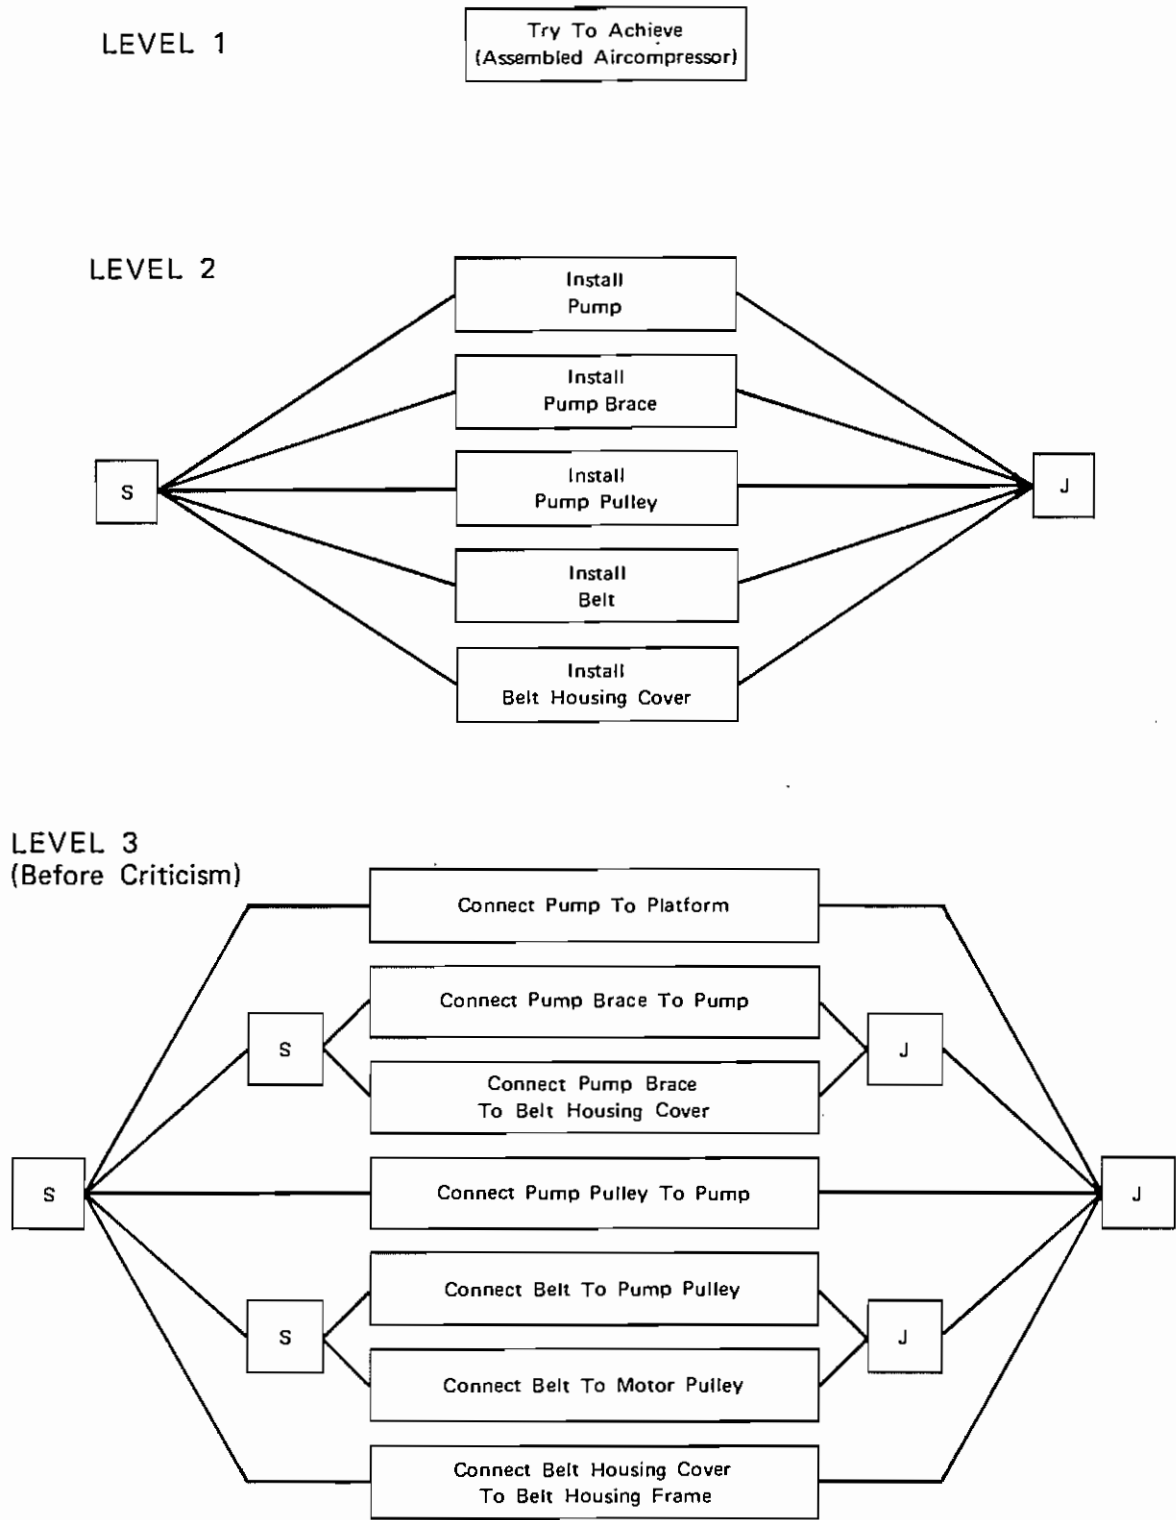 LEVEL 1
Try To Achieve
(Assembled Aircompressor)
LEVEL 2
Install
Pump
Install
Pump Brace
S
Install
Pump Pulley
J
Install
Belt
Install
Belt Housing Cover
LEVEL 3
(Before Criticism)
Connect Pump To Platform
Connect Pump Brace To Pump
S
J
Connect Pump Brace
To Belt Housing Cover
S
Connect Pump Pulley To Pump
J
Connect Belt To Pump Pulley
S
J
Connect Belt To Motor Pulley
Connect Belt Housing Cover
To Belt Housing Frame